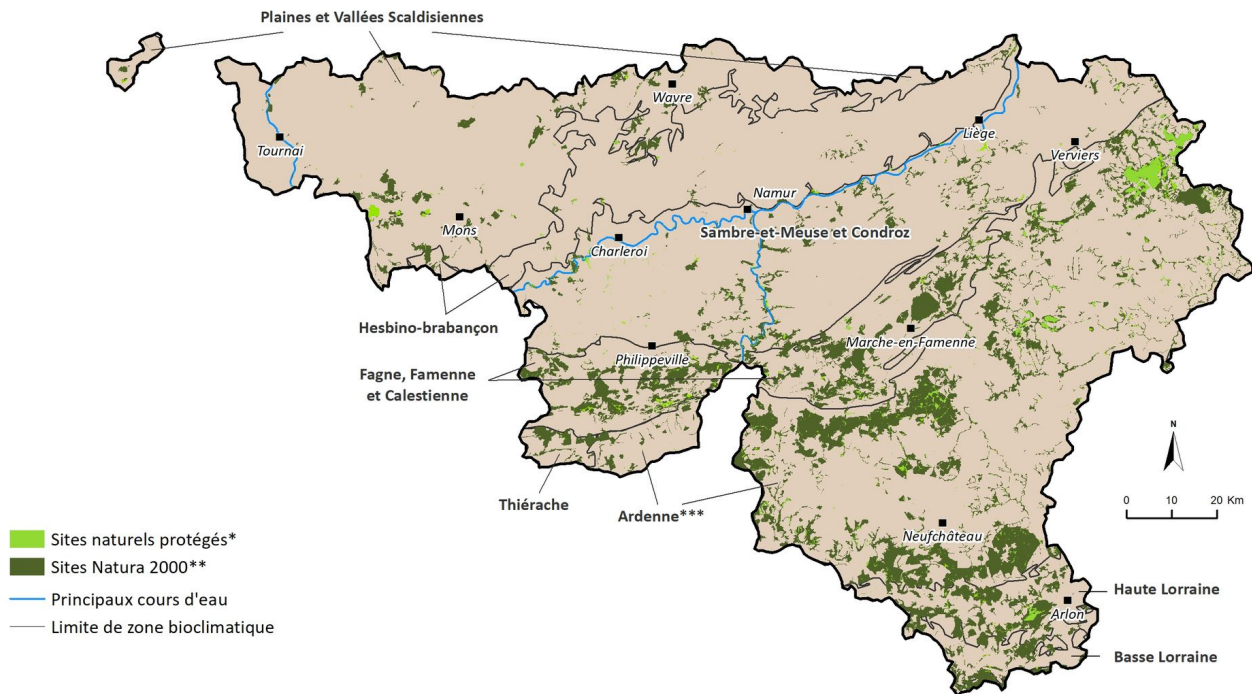 Plaines et Vallées Scaldisiennes
Wavre
Tournai
Liège
Verviers
Namur
Mons
Sambre-et-Meuse et Condroz
Charleroi
Hesbino-brabançon
Marche-en-Famenne
Philippeville
Fagne, Famenne
et Calestienne
N
Thiérache
0 10 20 Km
Ardenne***
Neufchâteau
Sites naturels protégés*
Sites Natura 2000**
Principaux cours d'eau
Limite de zone bioclimatique
Haute Lorraine
Arlon
Basse Lorraine